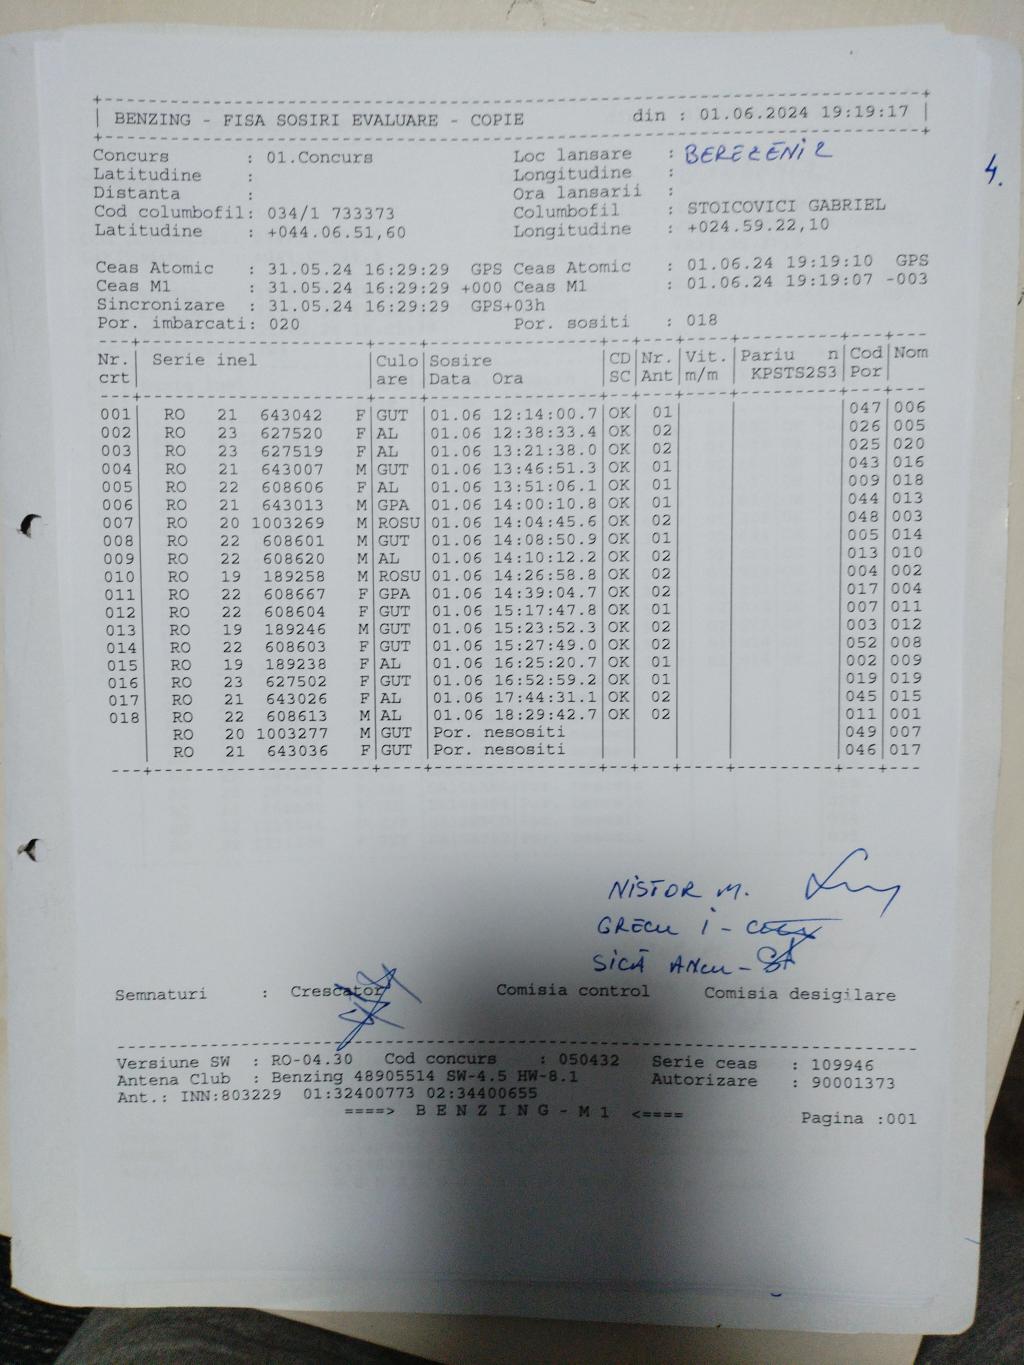 BENZING - FISA SOSIRI EVALUARE - COPIE din : 01.06.2024 19:19:17
Concurs : 01.Concurs Loc lansare : BEREZENI 2
4.
Latitudine : Longitudine :
Distanta : Ora lansarii :
Cod columbofil: 034/1 733373 Columbofil : STOICOVICI GABRIEL
Latitudine : +044.06.51,60 Longitudine : +024.59.22,10
Ceas Atomic : 31.05.24 16:29:29 GPS Ceas Atomic : 01.06.24 19:19:10 GPS
Ceas M1 : 31.05.24 16:29:29 +000 Ceas M1 : 01.06.24 19:19:07 -003
Sincronizare : 31.05.24 16:29:29 GPS+03h
Por. imbarcati: 020 Por. sositi : 018
Nr. Serie inel Culo Sosire CD Nr. Vit. Pariu n Cod Nom
crt are Data Ora SC Ant m/m KPSTS2S3 Por
001 RO 21 643042 F GUT 01.06 12:14:00.7 OK 01 047 006
002 RO 23 627520 F AL 01.06 12:38:33.4 OK 02 026 005
003 RO 23 627519 F AL 01.06 13:21:38.0 OK 02 025 020
004 RO 21 643007 M GUT 01.06 13:46:51.3 OK 01 043 016
005 RO 22 608606 F AL 01.06 13:51:06.1 OK 01 009 018
006 RO 21 643013 M GPA 01.06 14:00:10.8 OK 01 044 013
007 RO 20 1003269 M ROSU 01.06 14:04:45.6 OK 02 048 003
008 RO 22 608601 M GUT 01.06 14:08:50.9 OK 01 005 014
009 RO 22 608620 M AL 01.06 14:10:12.2 OK 02 013 010
010 RO 19 189258 M ROSU 01.06 14:26:58.8 OK 02 004 002
011 RO 22 608667 F GPA 01.06 14:39:04.7 OK 02 017 004
012 RO 22 608604 F GUT 01.06 15:17:47.8 OK 01 007 011
013 RO 19 189246 M GUT 01.06 15:23:52.3 OK 02 003 012
014 RO 22 608603 F GUT 01.06 15:27:49.0 OK 02 052 008
015 RO 19 189238 F AL 01.06 16:25:20.7 OK 01 002 009
016 RO 23 627502 F GUT 01.06 16:52:59.2 OK 01 019 019
017 RO 21 643026 F AL 01.06 17:44:31.1 OK 02 045 015
018 RO 22 608613 M AL 01.06 18:29:42.7 OK 02 011 001
RO 20 1003277 M GUT Por. nesositi 049 007
RO 21 643036 F GUT Por. nesositi 046 017
NISTOR M.
GRECU I -
SICĂ ANCU -
Semnaturi : Crescator Comisia control Comisia desigilare
Versiune SW : RO-04.30 Cod concurs : 050432 Serie ceas : 109946
Antena Club : Benzing 48905514 SW-4.5 HW-8.1 Autorizare : 90001373
Ant.: INN:803229 01:32400773 02:34400655
====> B E N Z I N G - M 1 <==== Pagina :001